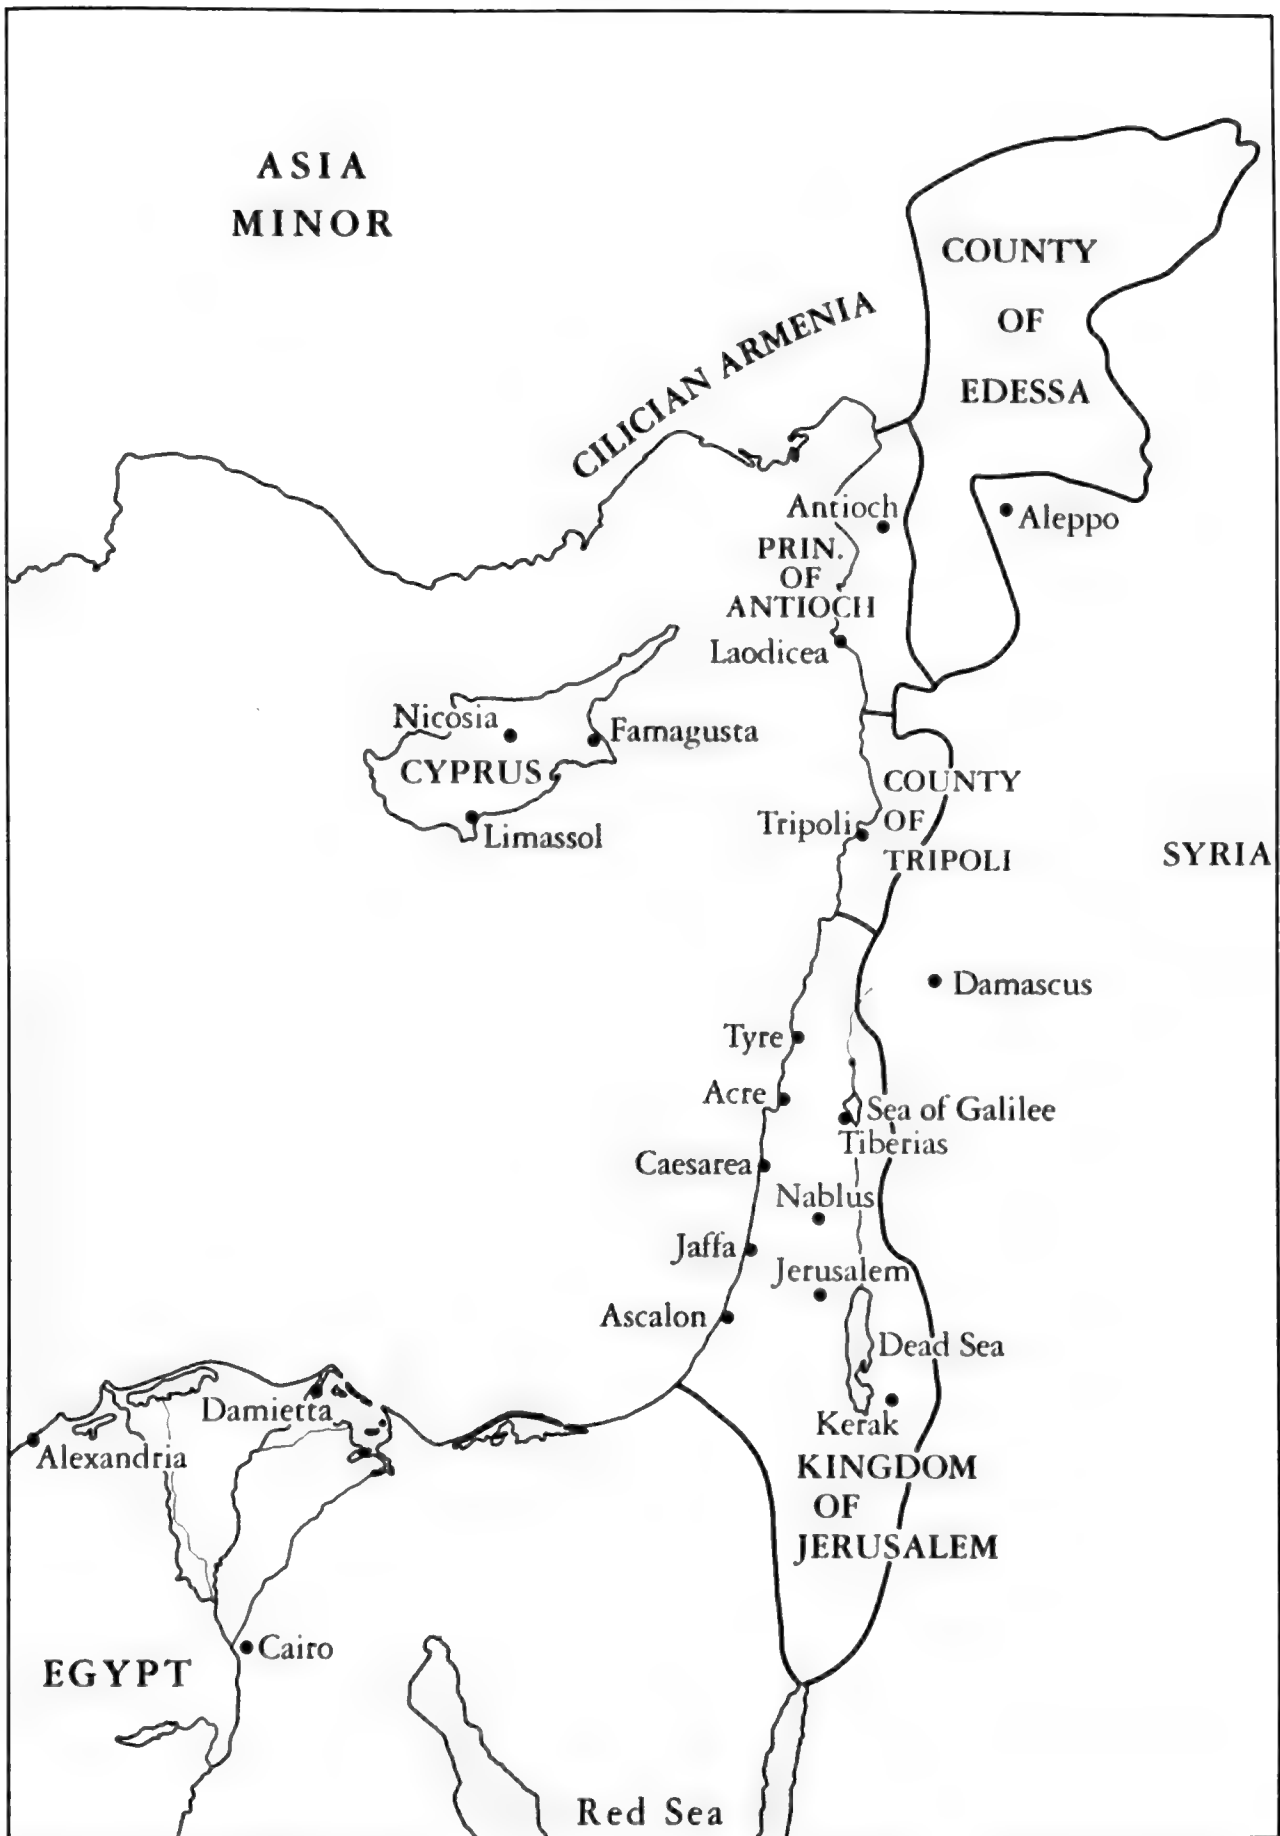 ASIA
MINOR
COUNTY
OF
EDESSA
CILICIAN ARMENIA
Antioch
Aleppo
PRIN.
OF
ANTIOCH
Laodicea
Nicosia
Famagusta
CYPRUS
Limassol
COUNTY
OF
TRIPOLI
Tripoli
SYRIA
Damascus
Tyre
Acre
Sea of Galilee
Tiberias
Caesarea
Nablus
Jaffa
Jerusalem
Ascalon
Dead Sea
Kerak
Damietta
Alexandria
KINGDOM
OF
JERUSALEM
Cairo
EGYPT
Red Sea